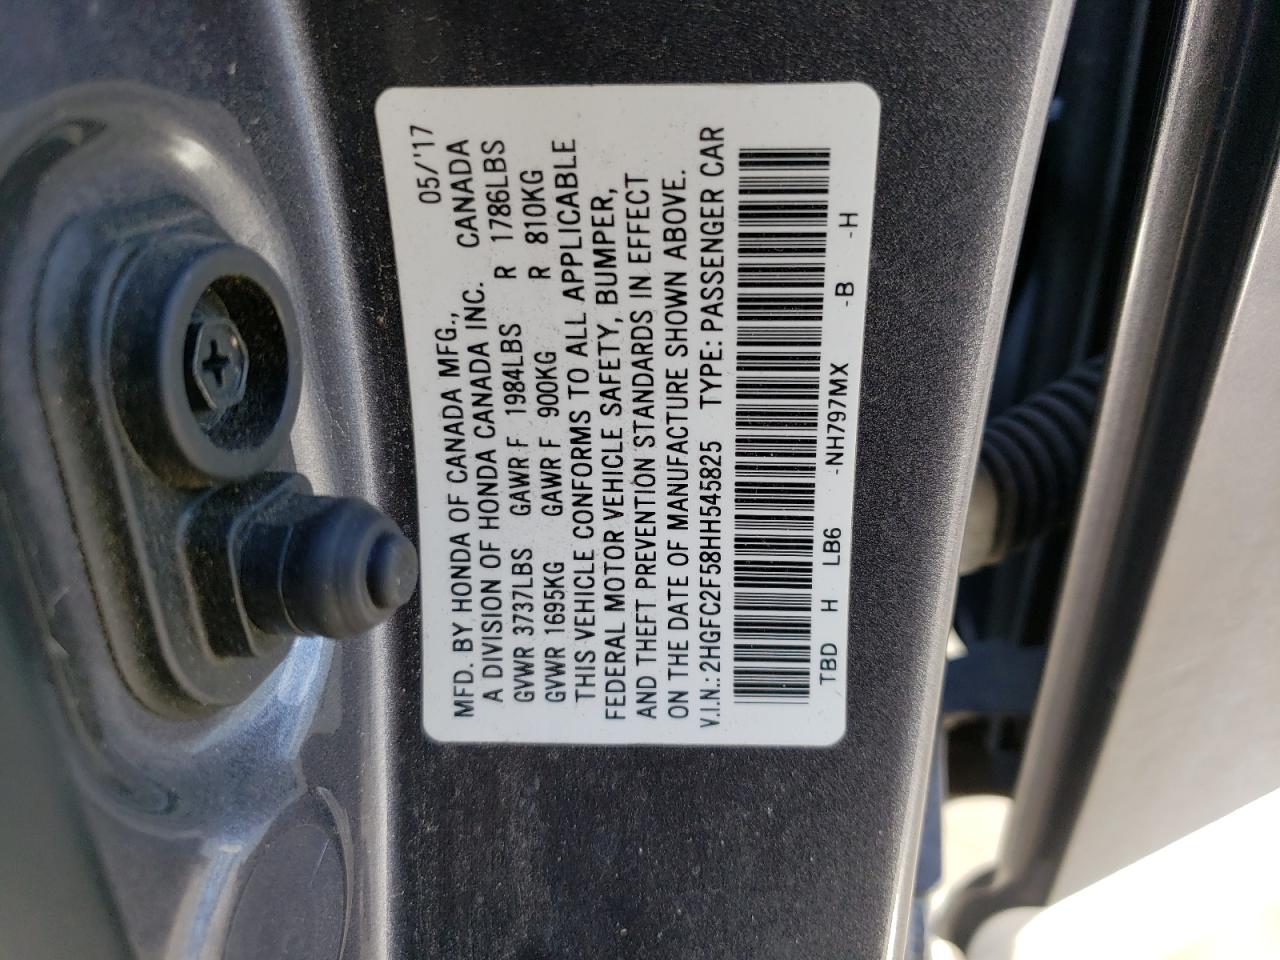 05/'17
MFD. BY HONDA OF CANADA MFG.,
A DIVISION OF HONDA CANADA INC. CANADA
GVWR 3737LBS GAWR F 1984LBS R 1786LBS
GVWR 1695KG GAWR F 900KG R 810KG
THIS VEHICLE CONFORMS TO ALL APPLICABLE
FEDERAL MOTOR VEHICLE SAFETY, BUMPER,
AND THEFT PREVENTION STANDARDS IN EFFECT
ON THE DATE OF MANUFACTURE SHOWN ABOVE.
V.I.N.: 2HGFC2F58HH545825 TYPE: PASSENGER CAR
TBD H LB6 -NH797MX -B -H